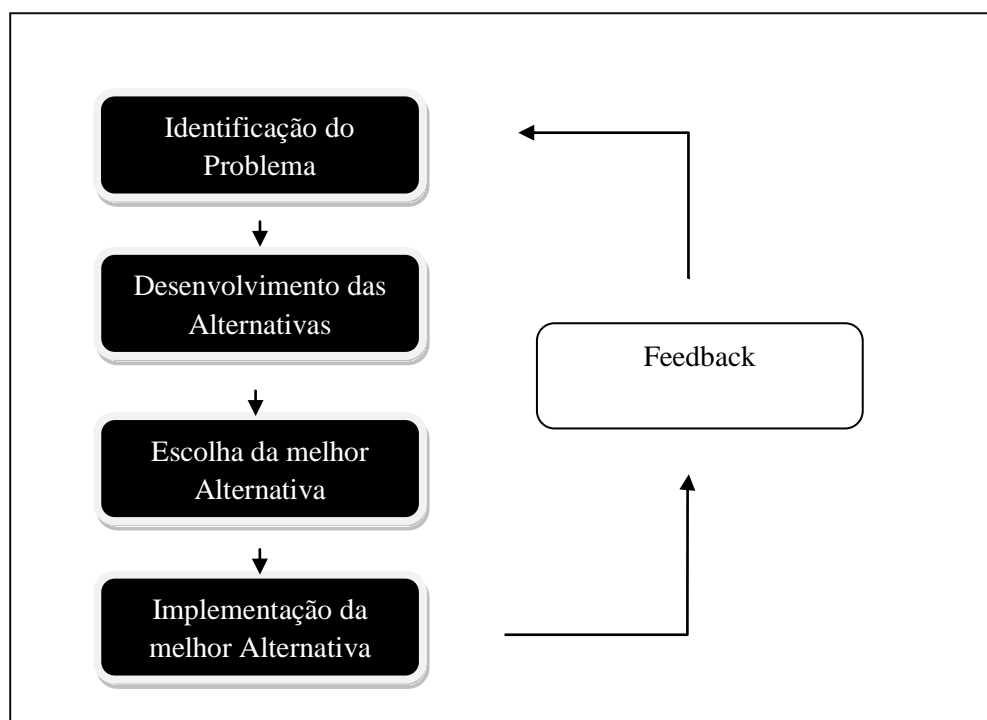 Identificação do
Problema
Desenvolvimento das
Alternativas
Escolha da melhor
Alternativa
Implementação da
melhor Alternativa
Feedback